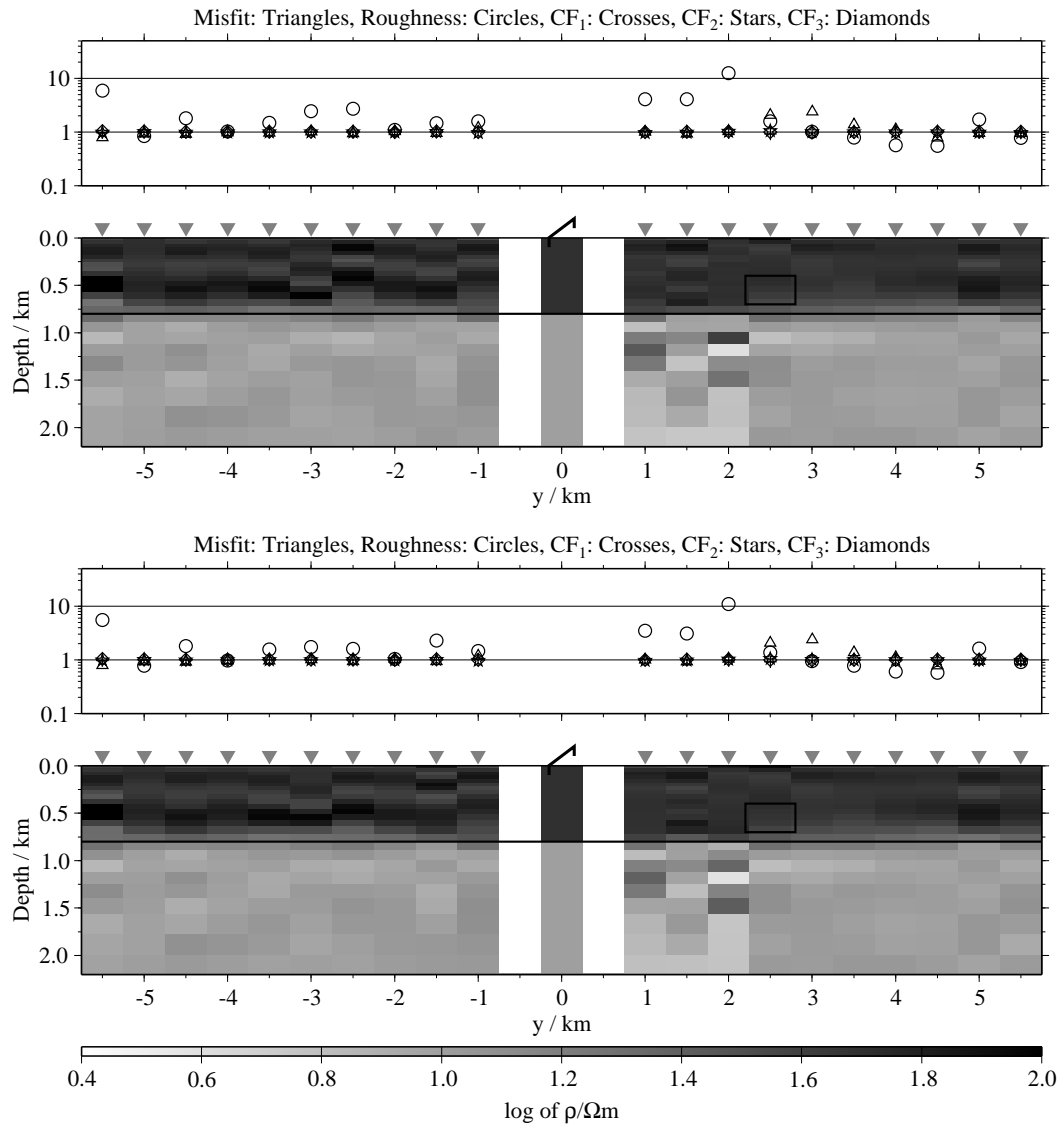 Misfit: Triangles, Roughness: Circles, CF₁: Crosses, CF₂: Stars, CF₃: Diamonds
10
1
0.1
0.0
0.5
1.0
1.5
2.0
Depth / km
-5 -4 -3 -2 -1 0 1 2 3 4 5
y / km
Misfit: Triangles, Roughness: Circles, CF₁: Crosses, CF₂: Stars, CF₃: Diamonds
10
1
0.1
0.0
0.5
1.0
1.5
2.0
Depth / km
-5 -4 -3 -2 -1 0 1 2 3 4 5
y / km
0.4 0.6 0.8 1.0 1.2 1.4 1.6 2.0
log of ρ/Ωm